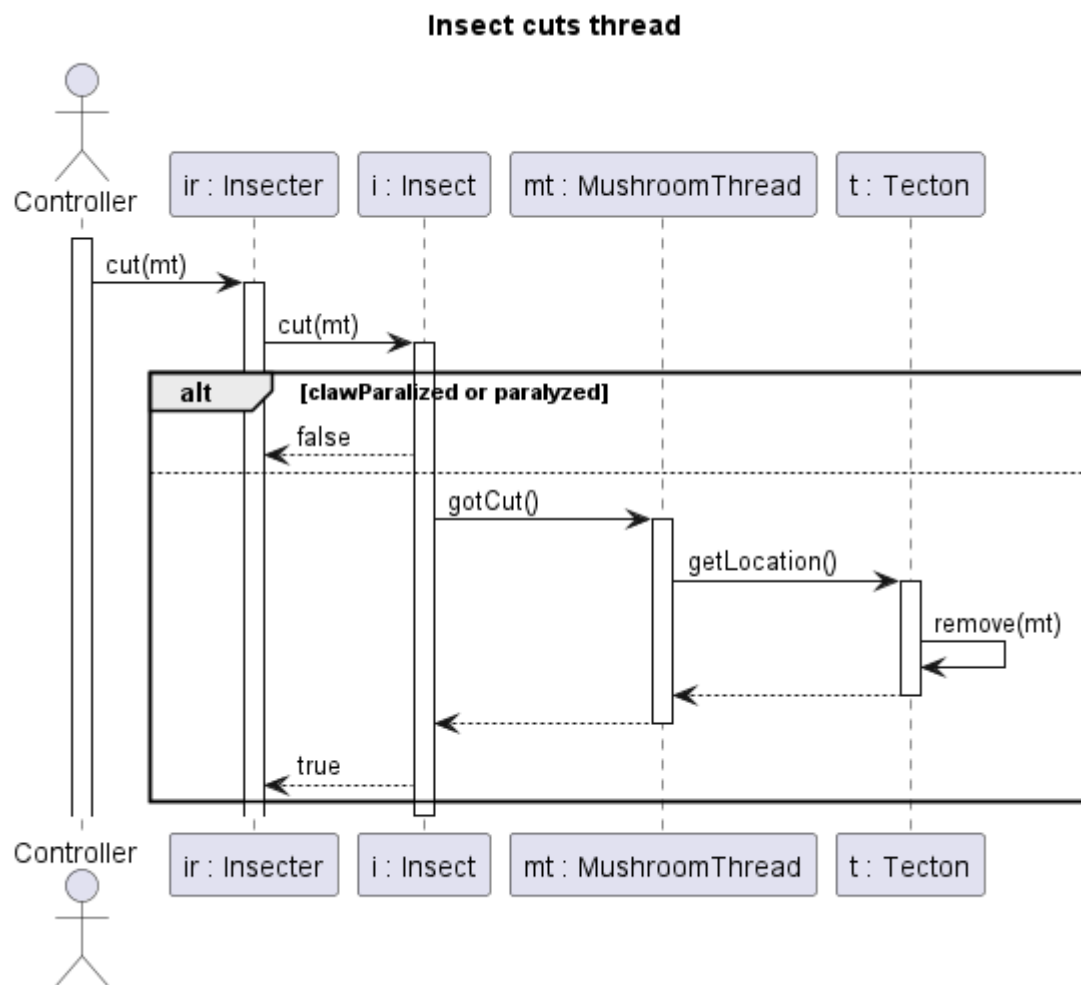 Insect cuts thread
Controller
ir : Insecter
i : Insect
mt : MushroomThread
t : Tecton
cut(mt)
cut(mt)
alt
[clawParalized or paralyzed]
false
gotCut()
getLocation()
remove(mt)
true
Controller
ir : Insecter
i : Insect
mt : MushroomThread
t : Tecton